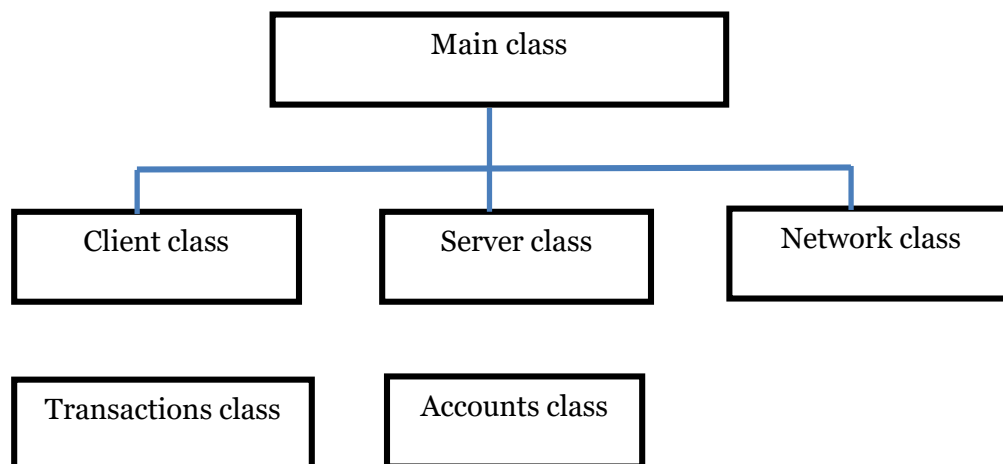 Main class
Client class
Server class
Network class
Transactions class
Accounts class